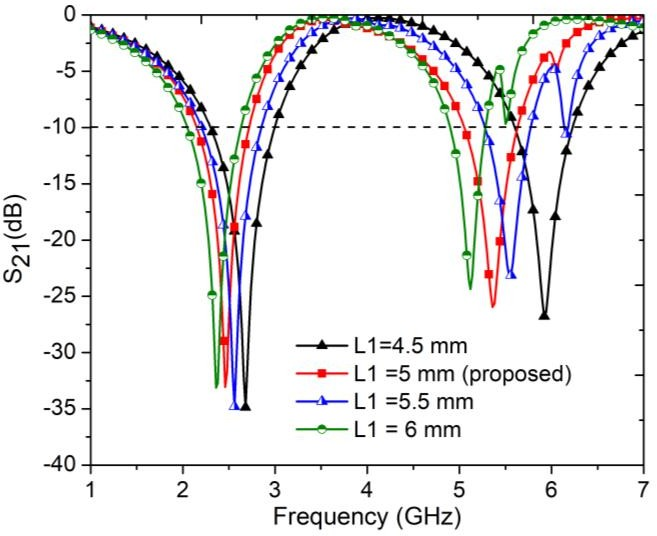 0
-5
-10
-15
-20
-25
-30
-35
-40
S21(dB)
L1=4.5 mm
L1 =5 mm (proposed)
L1 =5.5 mm
L1 = 6 mm
1 2 3 4 5 6 7
Frequency (GHz)